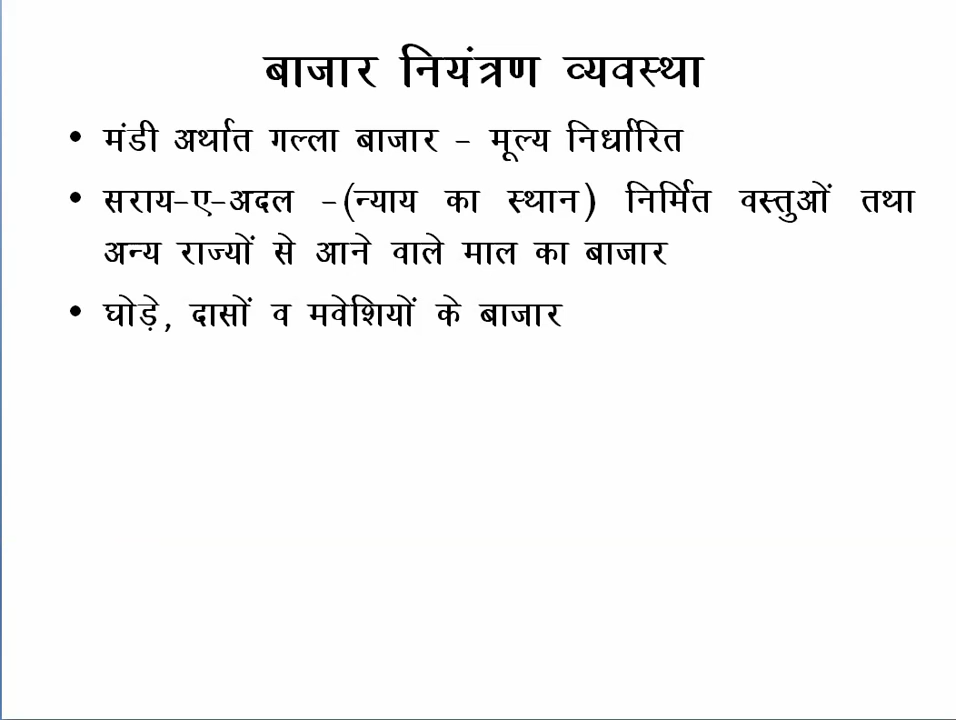 बाजार नियंत्रण व्यवस्था
• मंडी अर्थात गल्ला बाजार - मूल्य निर्धारित
• सराय-ए-अदल -(न्याय का स्थान) निर्मित वस्तुओं तथा
अन्य राज्यों से आने वाले माल का बाजार
• घोड़े, दासों व मवेशियों के बाजार